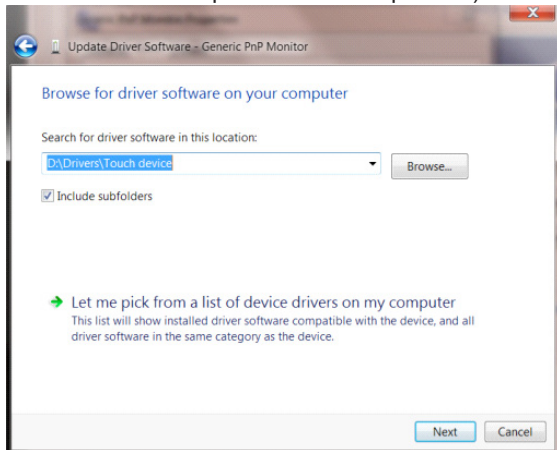 Update Driver Software - Generic PnP Monitor
Browse for driver software on your computer
Search for driver software in this location:
D:\Drivers\Touch device
Browse...
Include subfolders
Let me pick from a list of device drivers on my computer
This list will show installed driver software compatible with the device, and all
driver software in the same category as the device.
Next Cancel